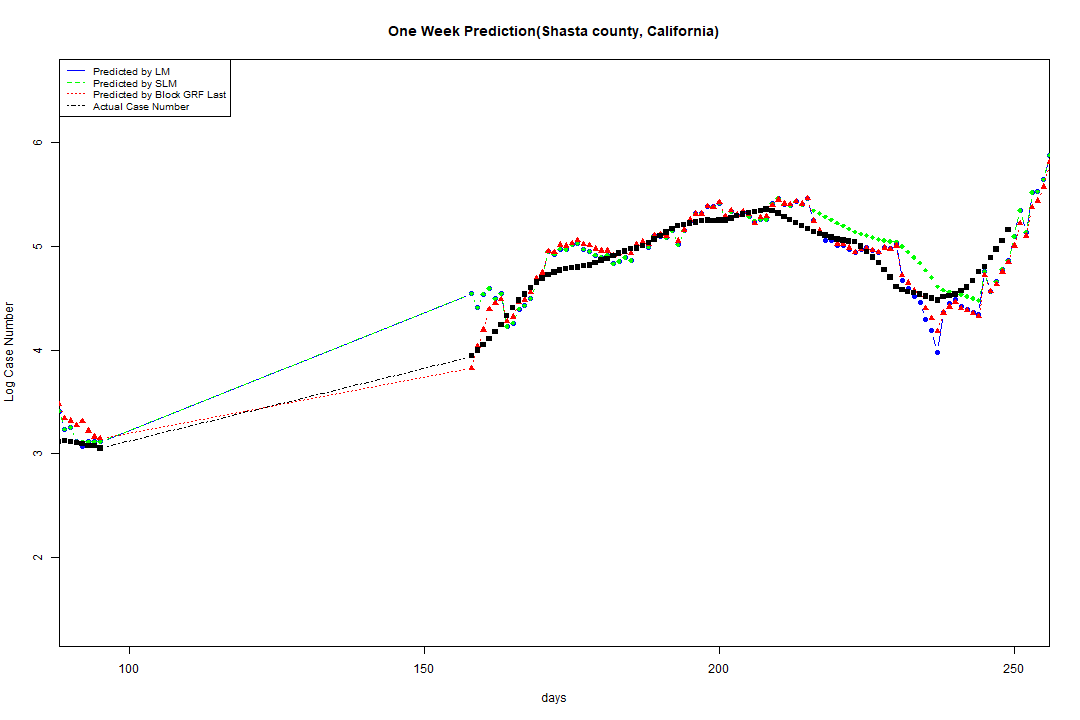 One Week Prediction(Shasta county, California)
Predicted by LM
Predicted by SLM
Predicted by Block GRF Last
Actual Case Number
6
5
4
3
2
Log Case Number
100 150 200 250
days